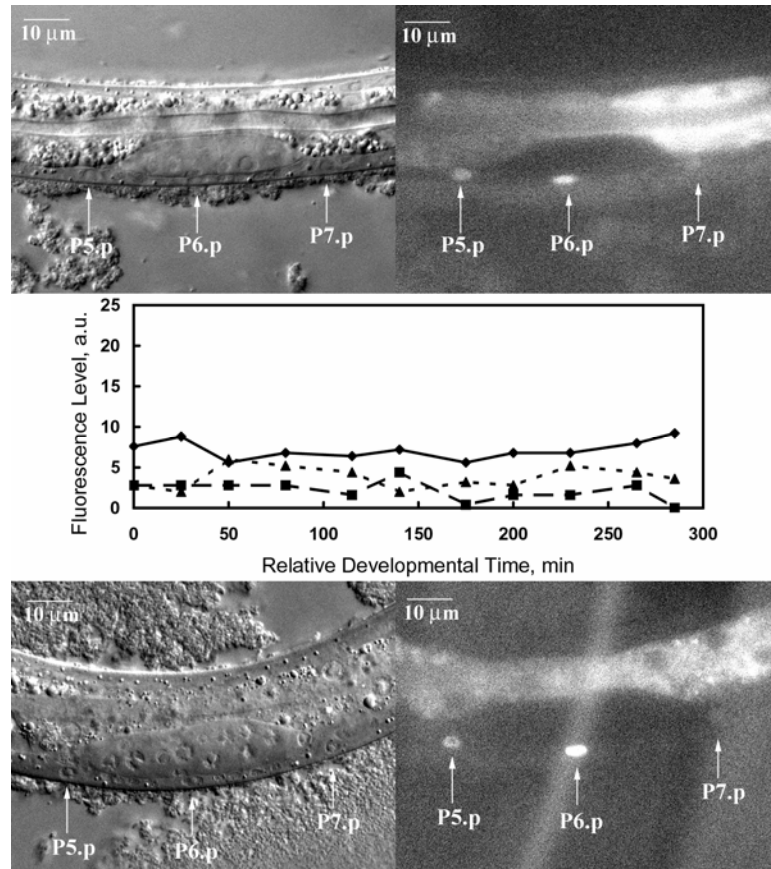 10 μm
10 μm
P5.p
P6.p
P7.p
P5.p
P6.p
P7.p
25
20
15
10
5
0
Fluorescence Level, a.u.
0 50 100 150 200 250 300
Relative Developmental Time, min
10 μm
10 μm
P5.p
P6.p
P7.p
P5.p
P6.p
P7.p